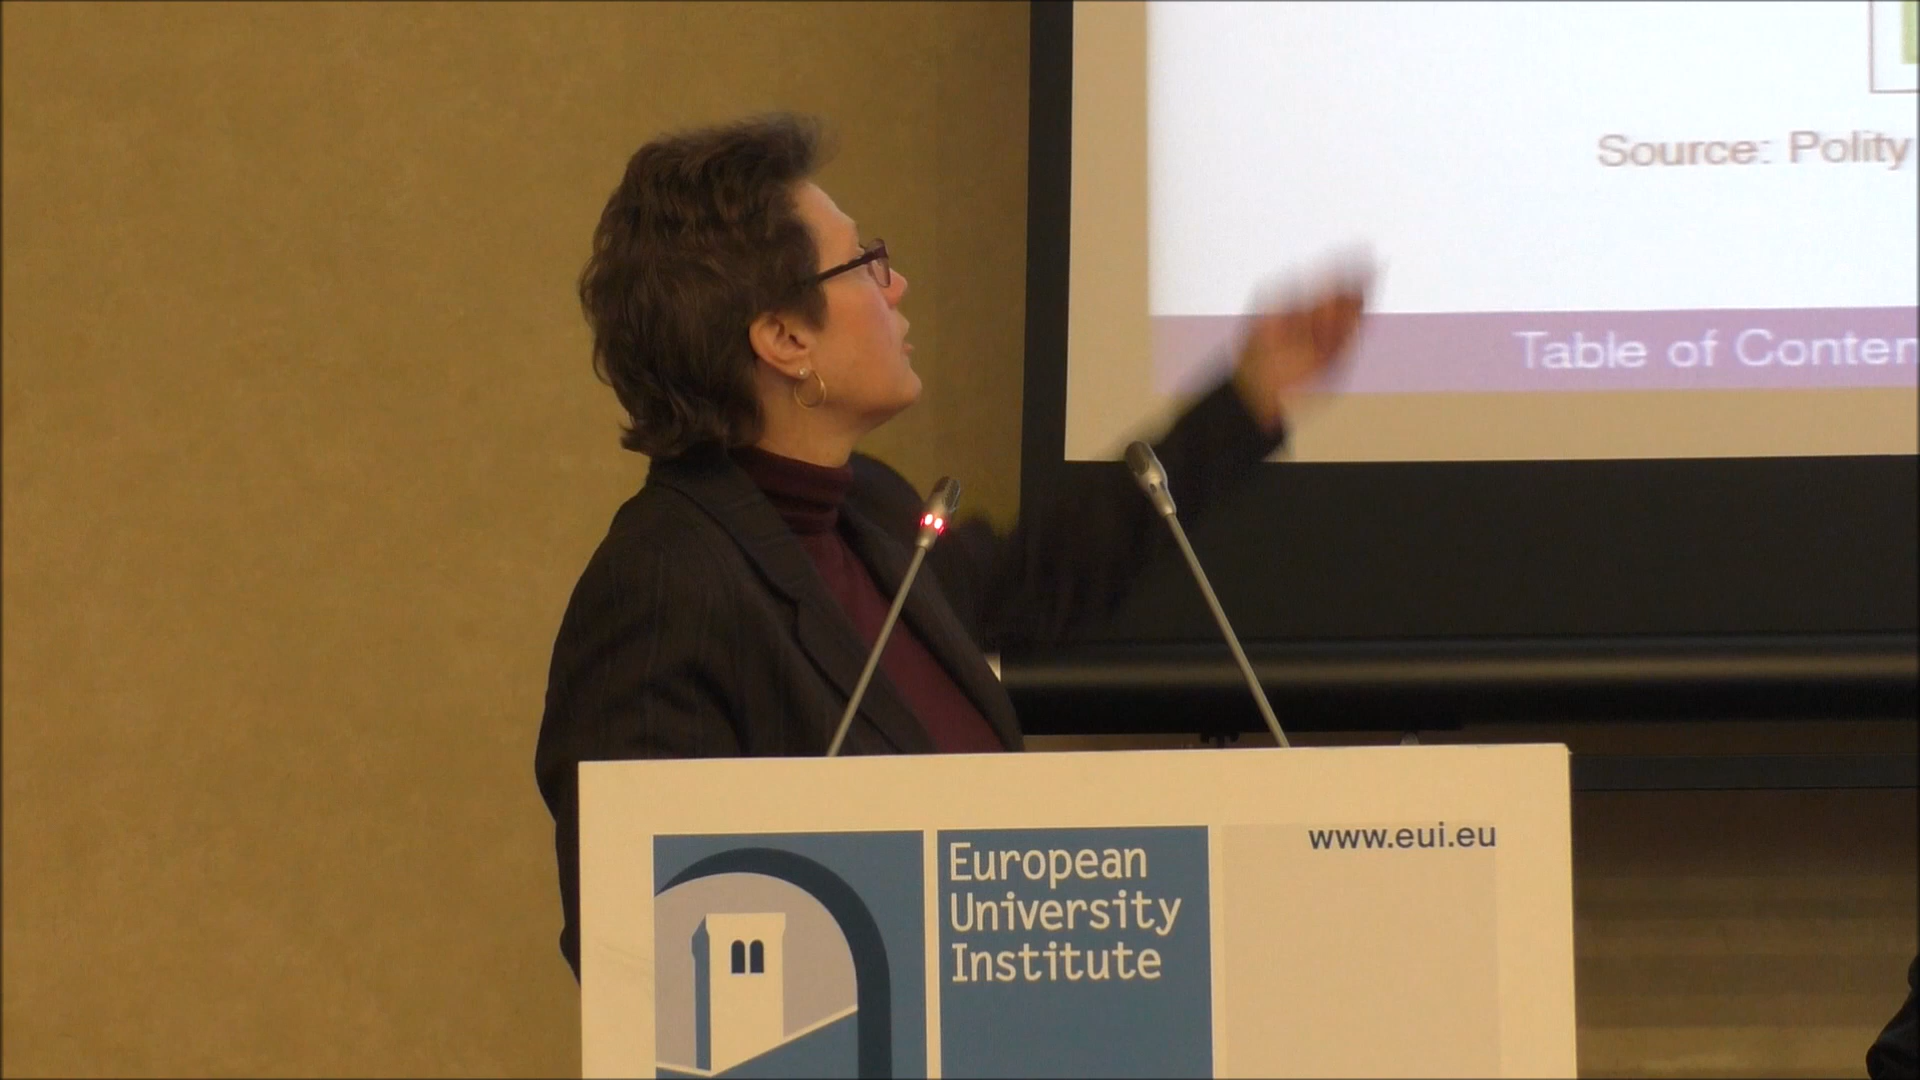 Source: Polity
Table of Conten
European
University
Institute
www.eui.eu